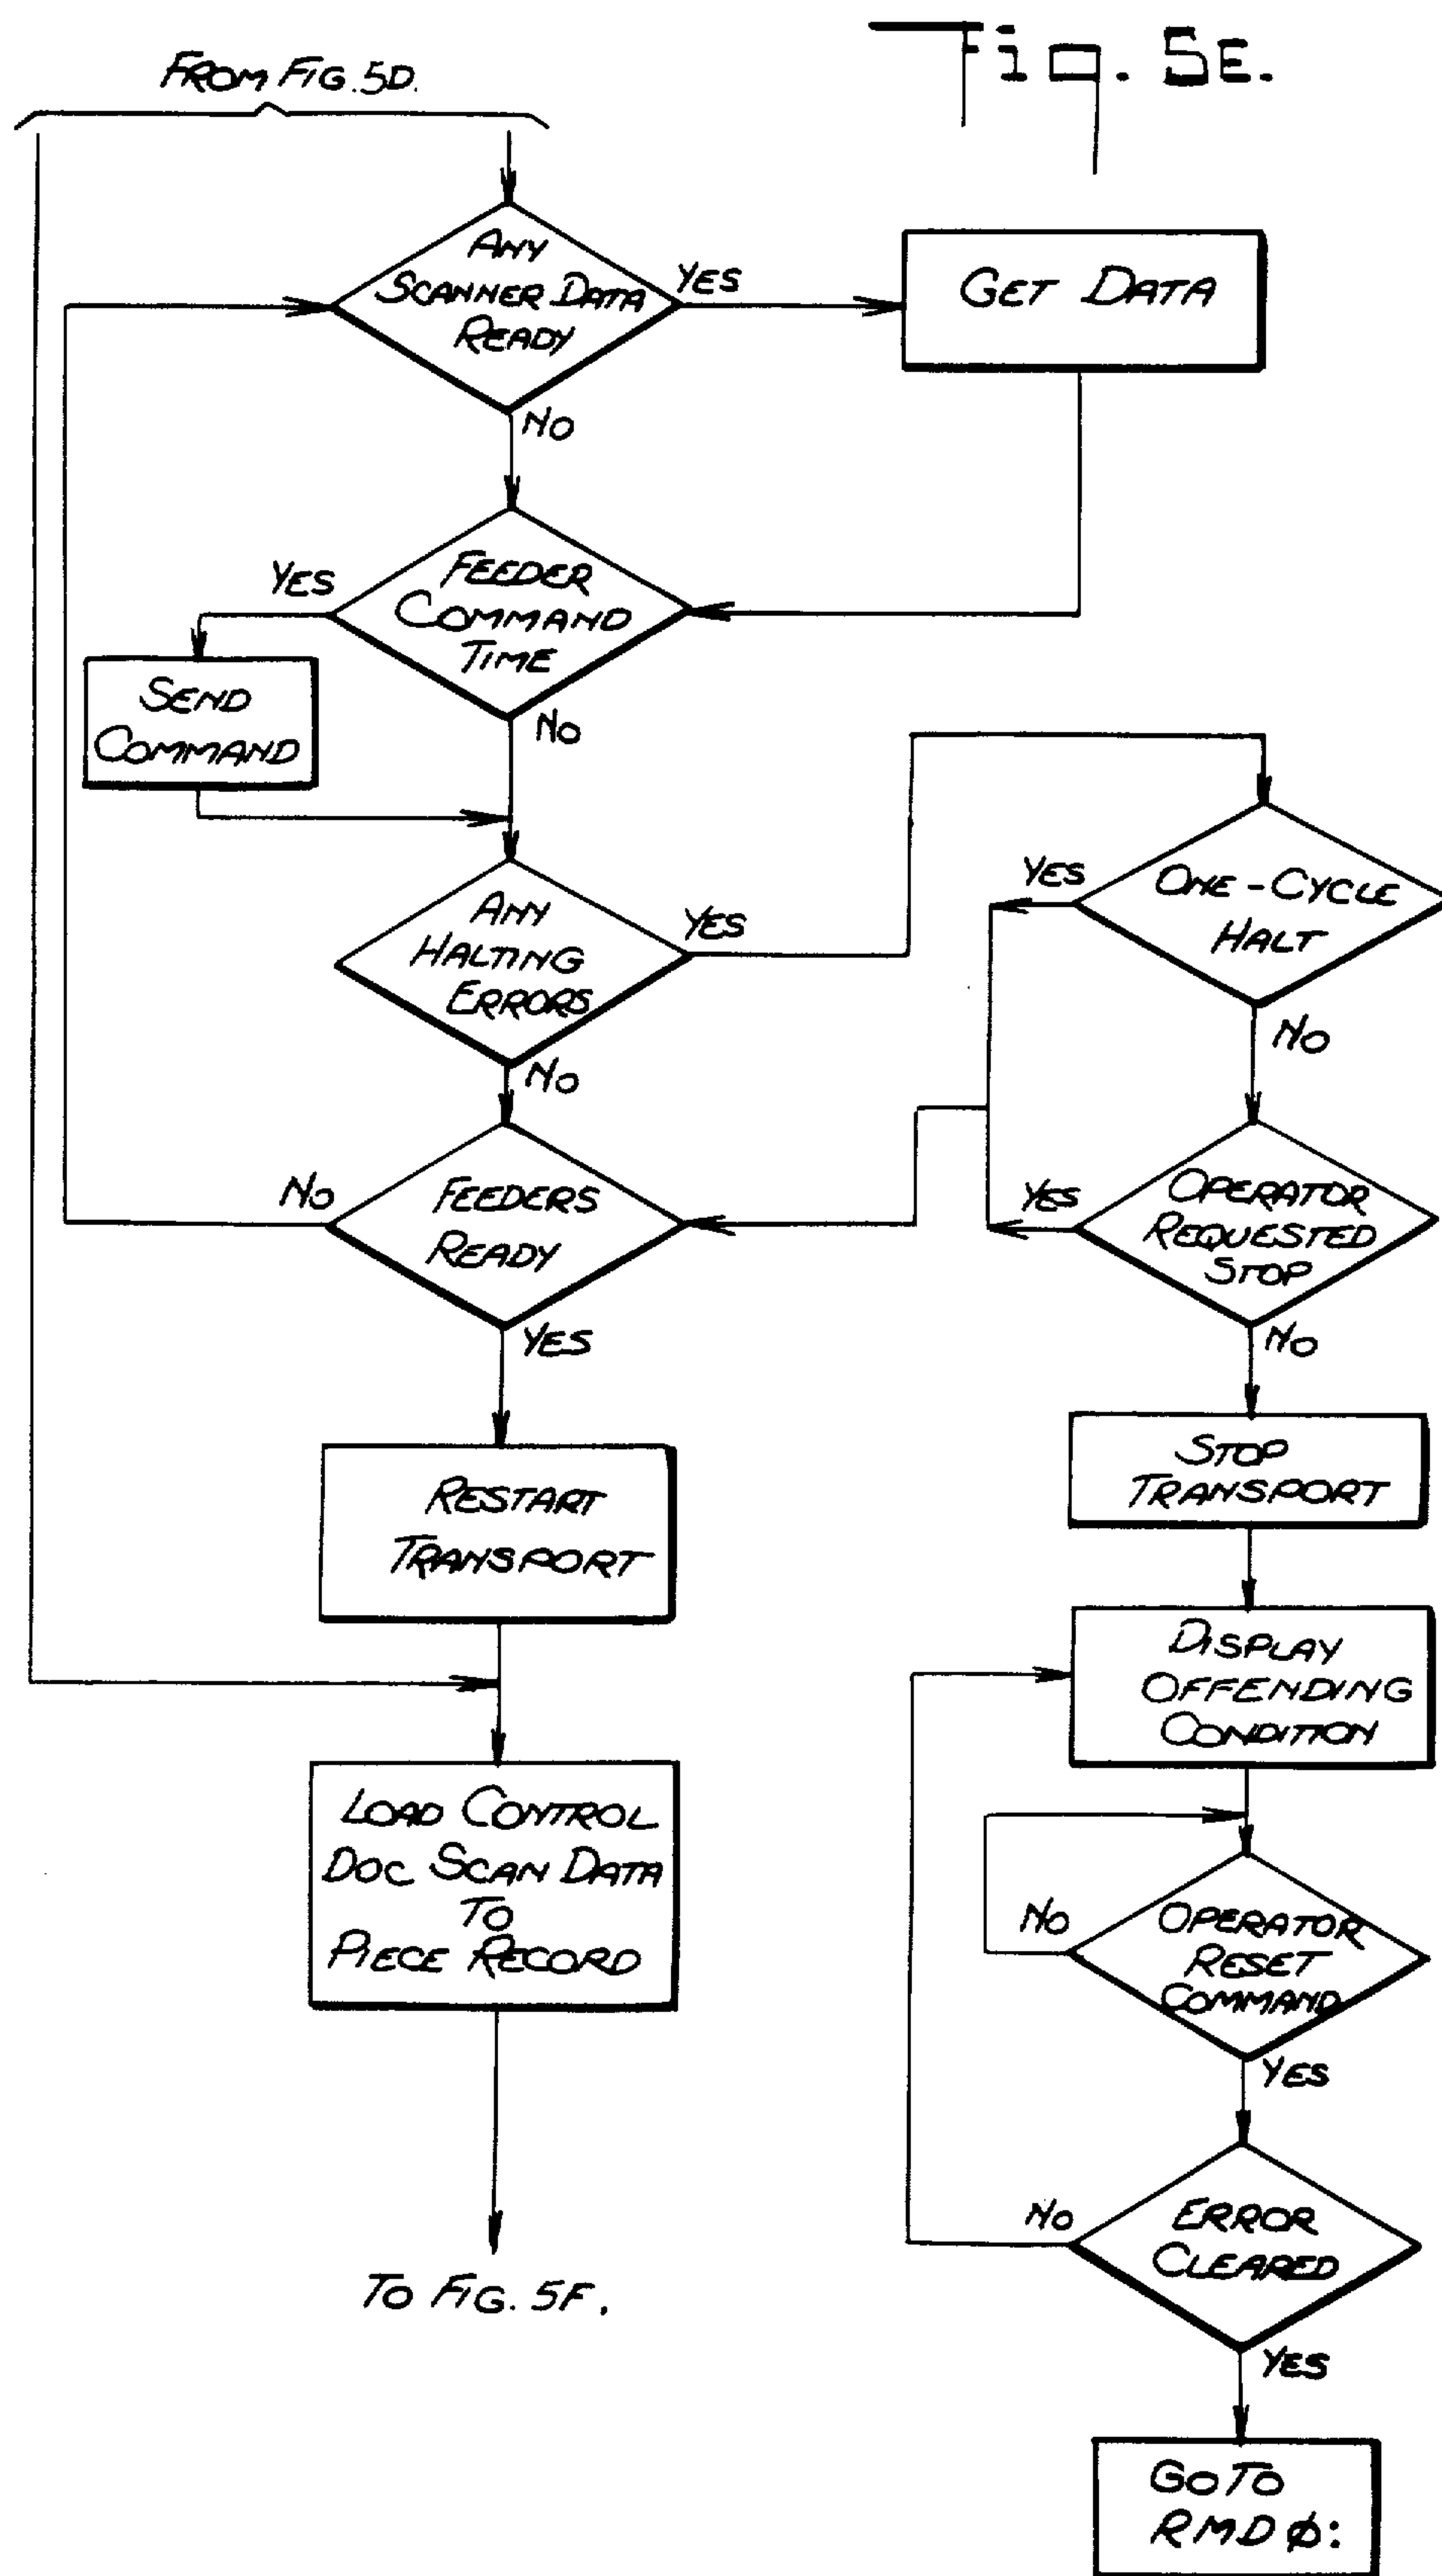 Fig. 5E.
FROM FIG. 5D.
ANY
SCANNER DATA
READY
YES
GET DATA
NO
FEEDER
COMMAND
TIME
YES
SEND
COMMAND
NO
ANY
HALTING
ERRORS
YES
ONE-CYCLE
HALT
YES
NO
NO
FEEDERS
READY
NO
OPERATOR
REQUESTED
STOP
YES
YES
NO
RESTART
TRANSPORT
STOP
TRANSPORT
DISPLAY
OFFENDING
CONDITION
LOAD CONTROL
DOC SCAN DATA
TO
PIECE RECORD
OPERATOR
RESET
COMMAND
NO
YES
ERROR
CLEARED
NO
TO FIG. 5F.
YES
GO TO
RMDØ: